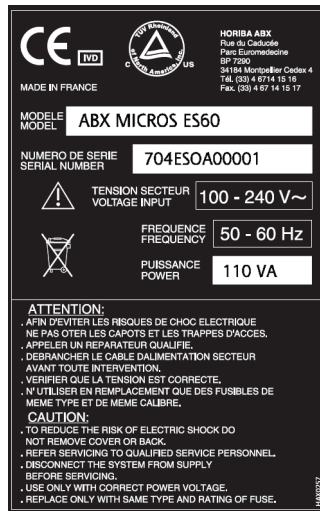 CE IVD
TÜV Rheinland
of North America, Inc.
C US
HORIBA ABX
Rue du Caducée
Parc Euromedecine
BP 7290
34184 Montpellier Cedex 4
Tél. (33) 4 6714 15 16
Fax. (33) 4 67 14 15 17
MADE IN FRANCE
MODELE
MODEL
ABX MICROS ES60
NUMERO DE SERIE
SERIAL NUMBER
704ESOA00001
TENSION SECTEUR
VOLTAGE INPUT
100 - 240 V~
FREQUENCE
FREQUENCY
50 - 60 Hz
PUISSANCE
POWER
110 VA
ATTENTION:
. AFIN D'EVITER LES RISQUES DE CHOC ELECTRIQUE
NE PAS OTER LES CAPOTS ET LES TRAPPES D'ACCES.
. APPELER UN REPARATEUR QUALIFIE.
. DEBRANCHER LE CABLE DALIMENTATION SECTEUR
AVANT TOUTE INTERVENTION.
. VERIFIER QUE LA TENSION EST CORRECTE.
. N' UTILISER EN REMPLACEMENT QUE DES FUSIBLES DE
MEME TYPE ET DE MEME CALIBRE.
CAUTION:
. TO REDUCE THE RISK OF ELECTRIC SHOCK DO
NOT REMOVE COVER OR BACK.
. REFER SERVICING TO QUALIFIED SERVICE PERSONNEL.
. DISCONNECT THE SYSTEM FROM SUPPLY
BEFORE SERVICING.
. USE ONLY WITH CORRECT POWER VOLTAGE.
. REPLACE ONLY WITH SAME TYPE AND RATING OF FUSE.